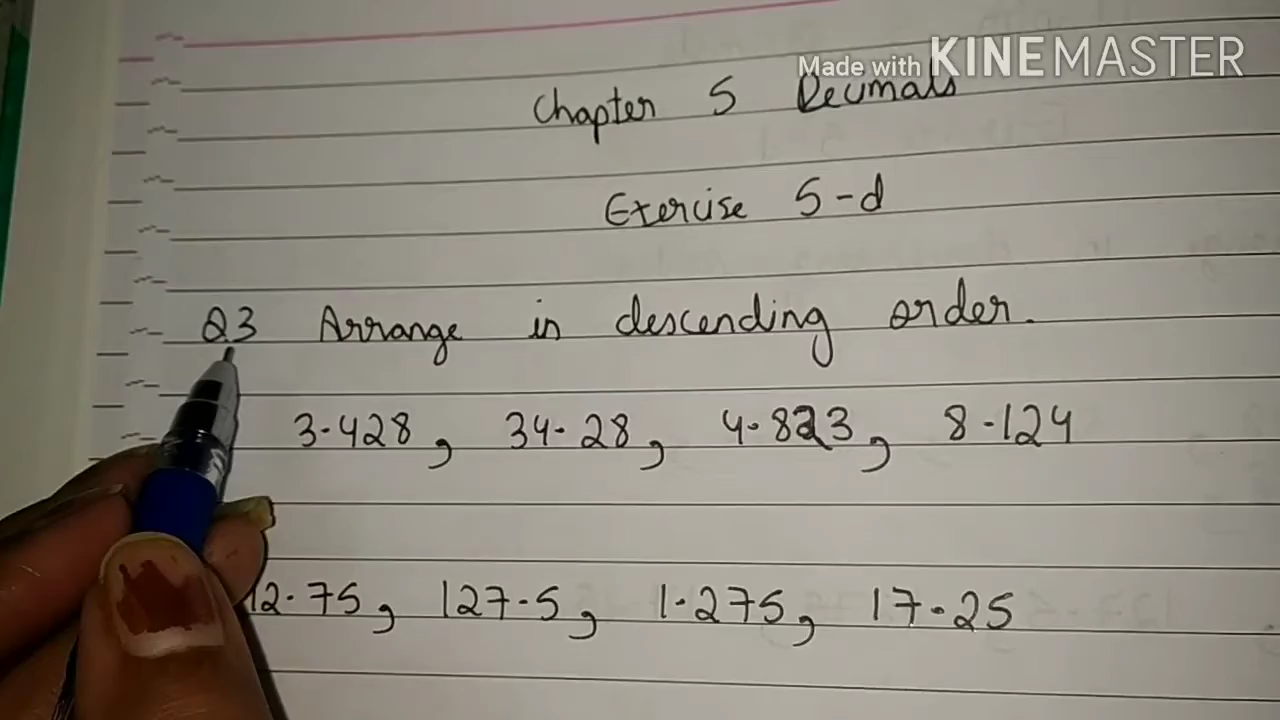 Made with KINEMASTER
Chapter 5 Decimals
Exercise 5-d
Q3 Arrange in descending order.
3.428, 34.28, 4.823, 8.124
12.75, 127.5, 1.275, 17.25